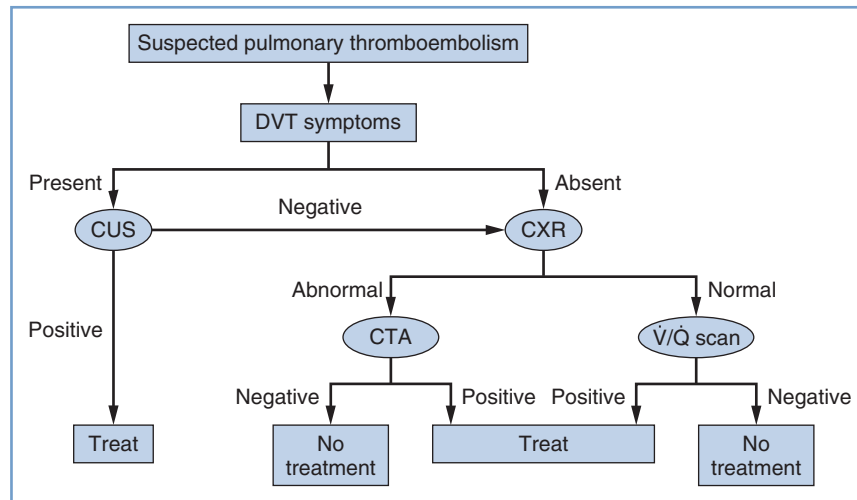 Suspected pulmonary thromboembolism
DVT symptoms
Present
Absent
Negative
CUS
CXR
Abnormal
Normal
Positive
CTA
V̇/Q̇ scan
Negative
Positive
Positive
Negative
Treat
No
treatment
Treat
No
treatment